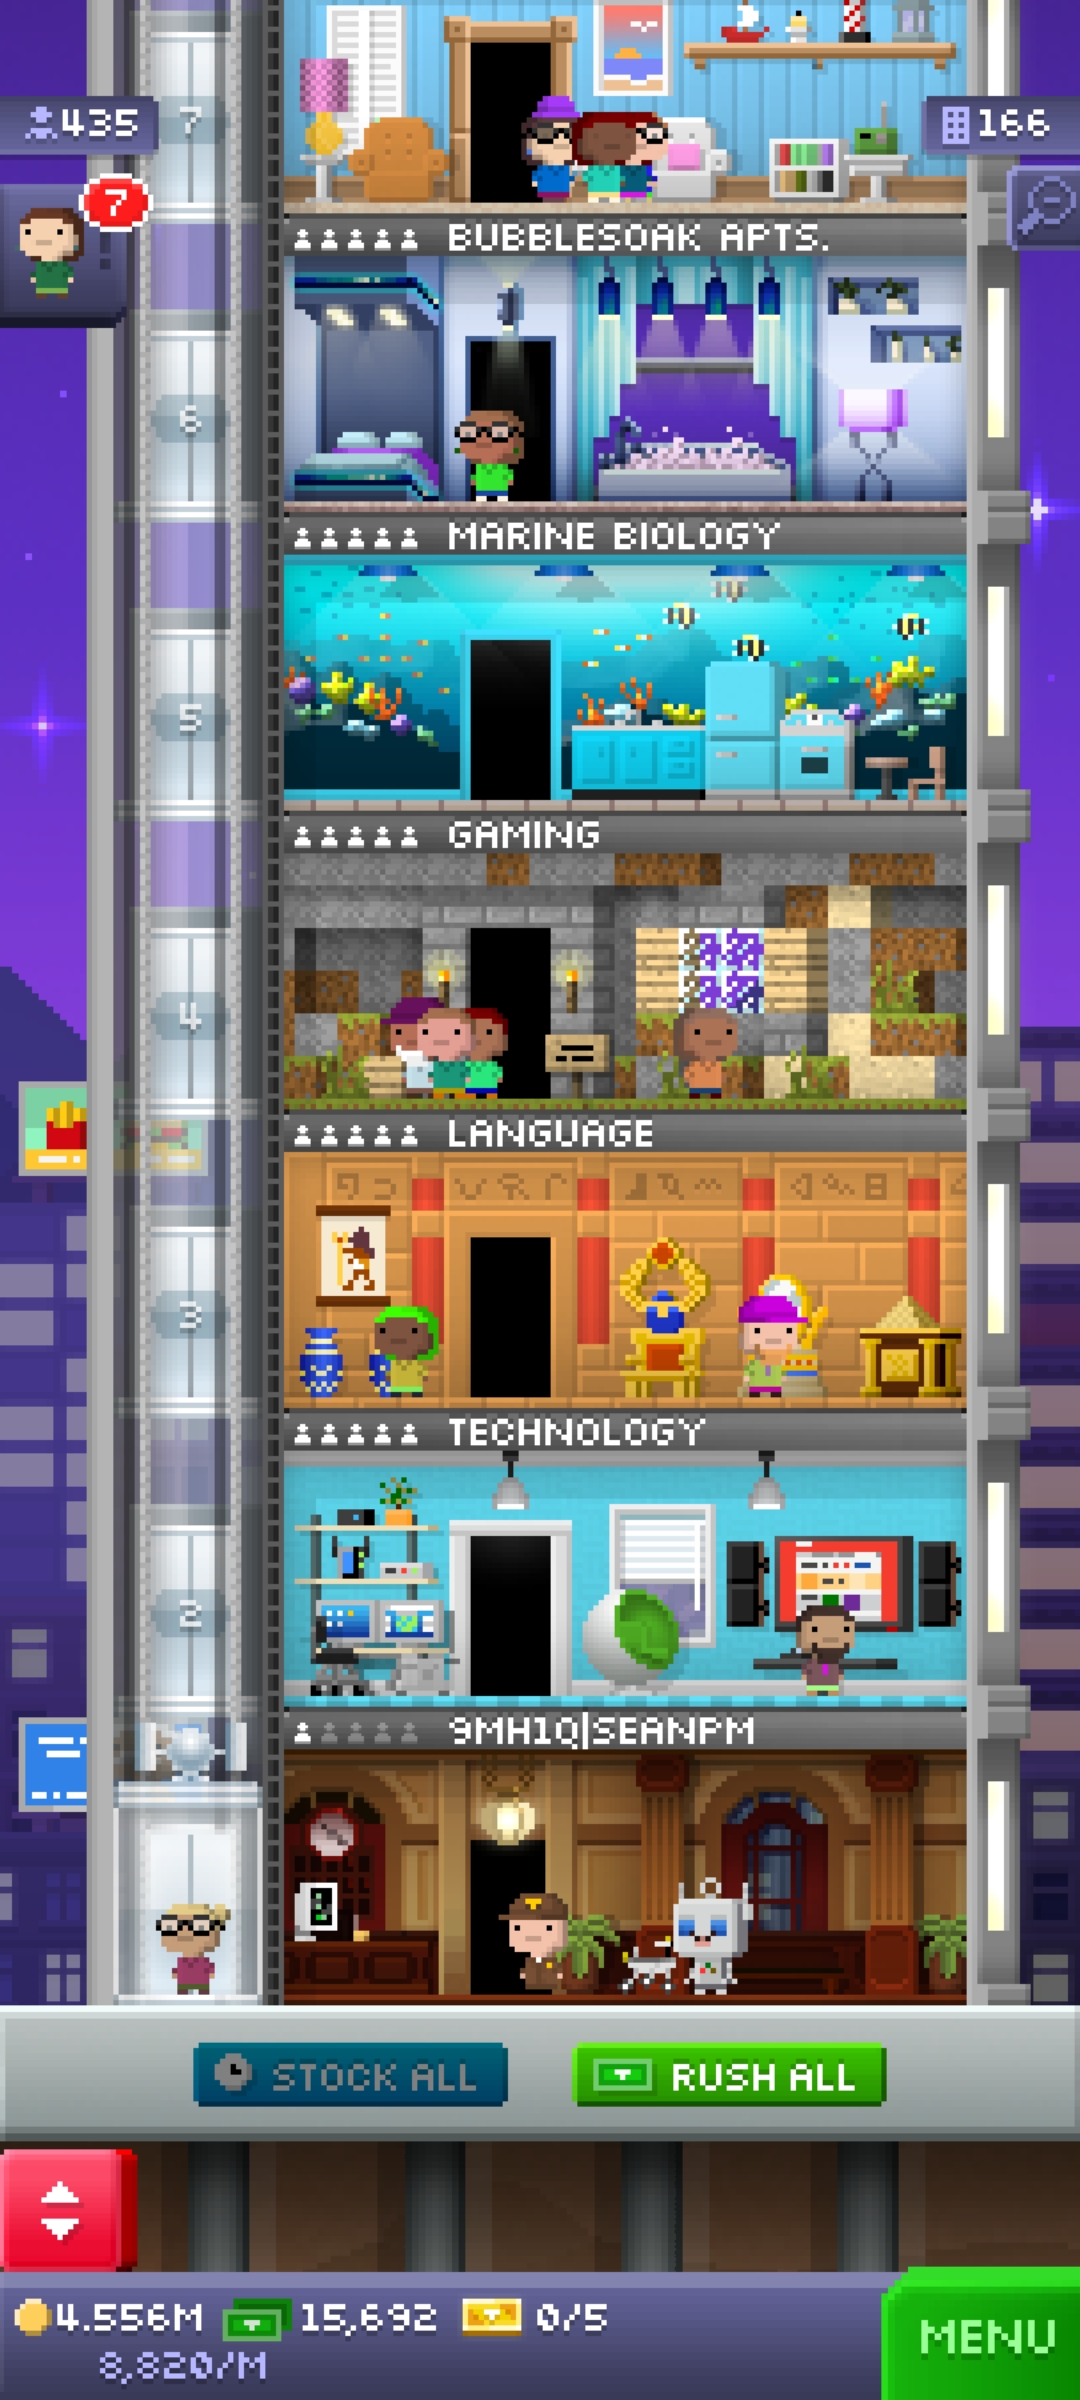 7
435
166
7
BUBBLESOAK APTS.
6
MARINE BIOLOGY
5
GAMING
4
LANGUAGE
3
TECHNOLOGY
2
9MH1Q|SEANPM
STOCK ALL
RUSH ALL
4.556M
15,692
0/5
8,820/M
MENU